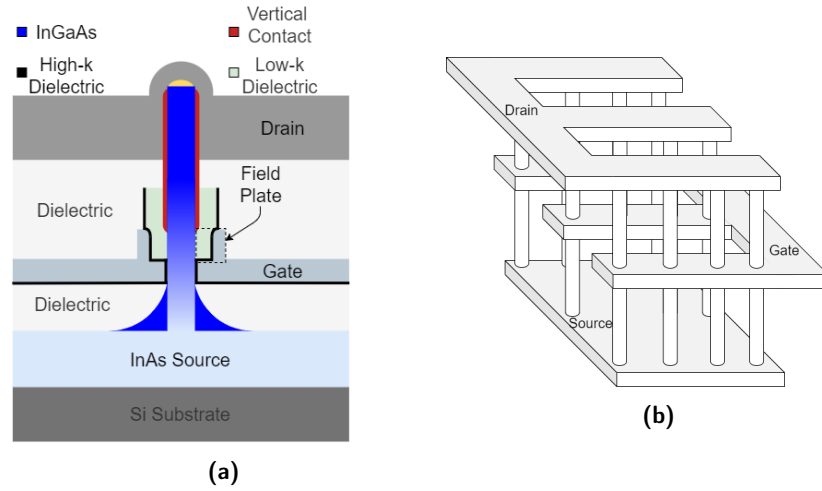 InGaAs
Vertical
Contact
High-k
Dielectric
Low-k
Dielectric
Drain
Field
Plate
Dielectric
Gate
Dielectric
InAs Source
Si Substrate
(a)
Drain
Gate
Source
(b)